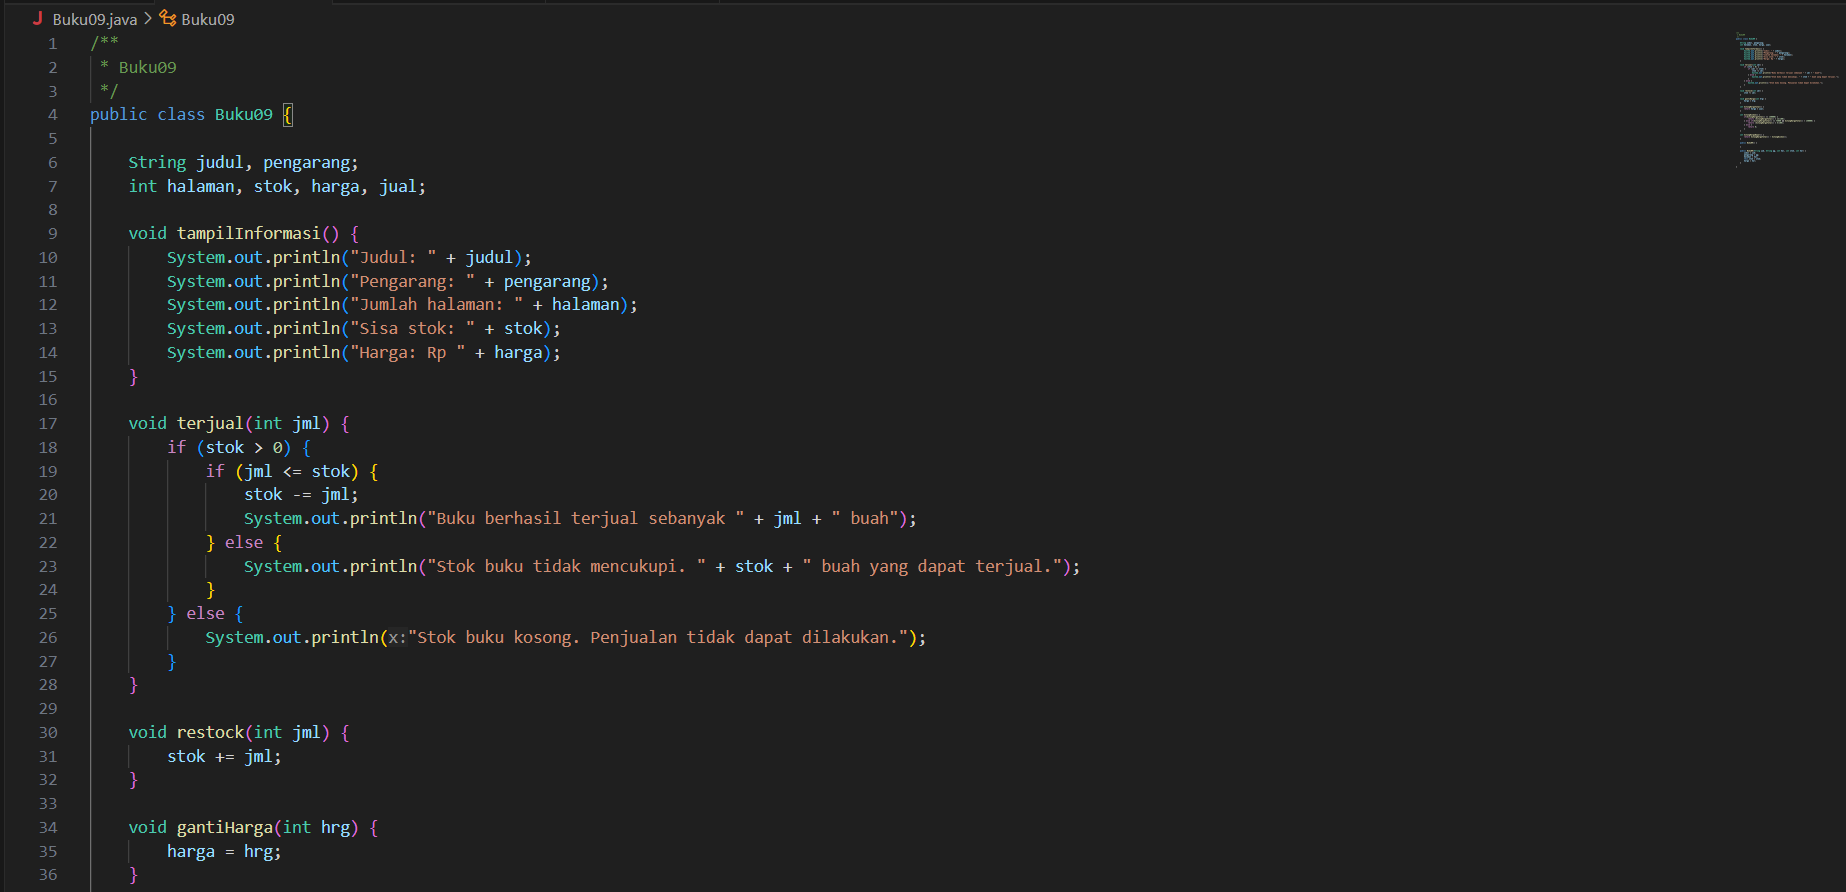 Buku09.java > Buku09
1 /**
2 * Buku09
3 */
4 public class Buku09 {
5
6 String judul, pengarang;
7 int halaman, stok, harga, jual;
8
9 void tampilInformasi() {
10 System.out.println("Judul: " + judul);
11 System.out.println("Pengarang: " + pengarang);
12 System.out.println("Jumlah halaman: " + halaman);
13 System.out.println("Sisa stok: " + stok);
14 System.out.println("Harga: Rp " + harga);
15 }
16
17 void terjual(int jml) {
18 if (stok > 0) {
19 if (jml <= stok) {
20 stok -= jml;
21 System.out.println("Buku berhasil terjual sebanyak " + jml + " buah");
22 } else {
23 System.out.println("Stok buku tidak mencukupi. " + stok + " buah yang dapat terjual.");
24 }
25 } else {
26 System.out.println(x:"Stok buku kosong. Penjualan tidak dapat dilakukan.");
27 }
28 }
29
30 void restock(int jml) {
31 stok += jml;
32 }
33
34 void gantiHarga(int hrg) {
35 harga = hrg;
36 }